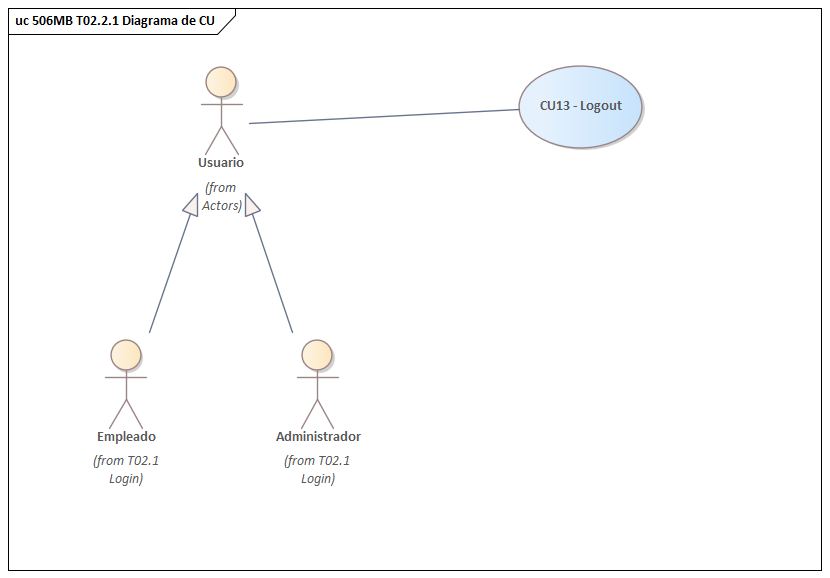 uc 506MB T02.2.1 Diagrama de CU
CU13 - Logout
Usuario
(from
Actors)
Empleado
(from T02.1
Login)
Administrador
(from T02.1
Login)